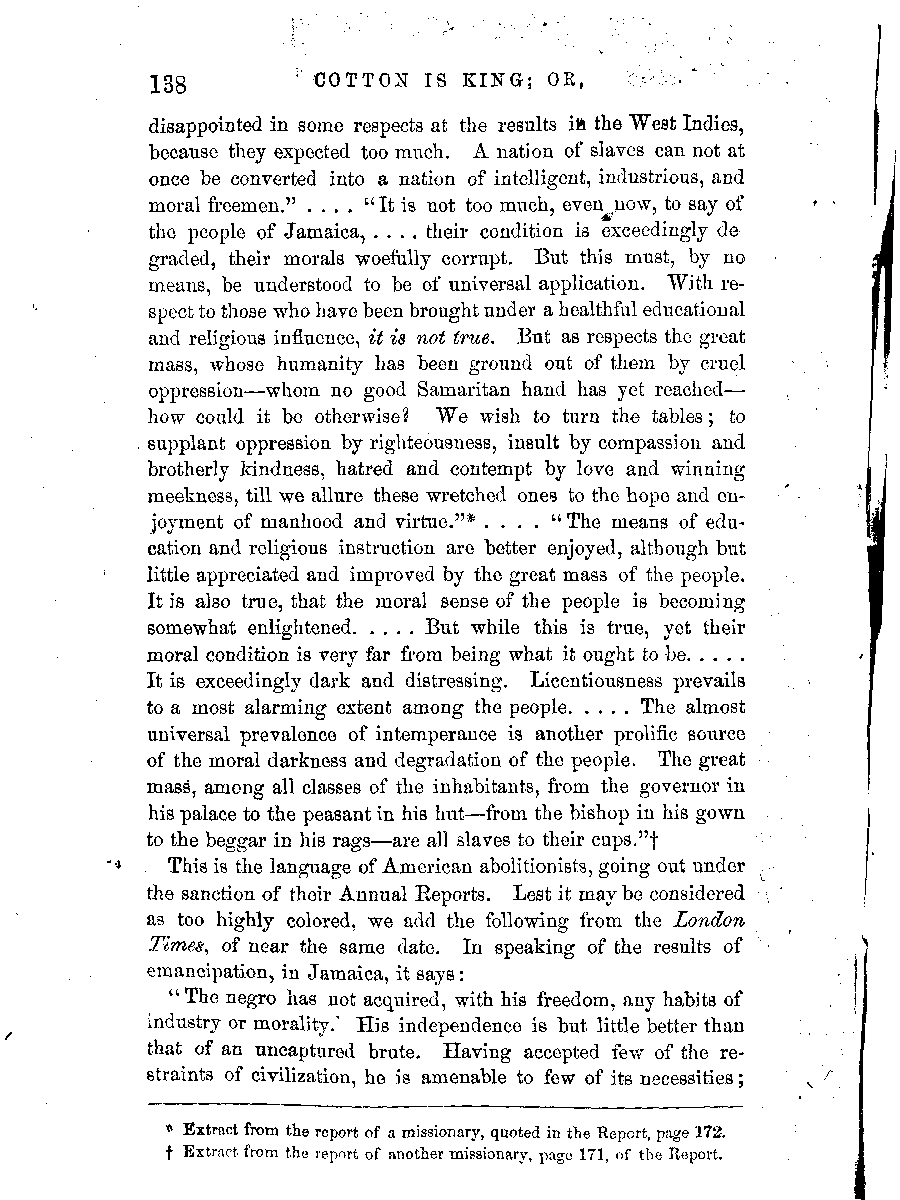 138 COTTON IS KING; OR,
disappointed in some respects at the results in the West Indies,
because they expected too much. A nation of slaves can not at
once be converted into a nation of intelligent, industrious, and
moral freemen." . . . . "It is not too much, even now, to say of
the people of Jamaica, . . . . their condition is exceedingly de
graded, their morals woefully corrupt. But this must, by no
means, be understood to be of universal application. With re-
spect to those who have been brought under a healthful educational
and religious influence, it is not true. But as respects the great
mass, whose humanity has been ground out of them by cruel
oppression—whom no good Samaritan hand has yet reached—
how could it be otherwise? We wish to turn the tables; to
supplant oppression by righteousness, insult by compassion and
brotherly kindness, hatred and contempt by love and winning
meekness, till we allure these wretched ones to the hope and en-
joyment of manhood and virtue."* . . . . "The means of edu-
cation and religious instruction are better enjoyed, although but
little appreciated and improved by the great mass of the people.
It is also true, that the moral sense of the people is becoming
somewhat enlightened. . . . . But while this is true, yet their
moral condition is very far from being what it ought to be. . . . .
It is exceedingly dark and distressing. Licentiousness prevails
to a most alarming extent among the people. . . . . The almost
universal prevalence of intemperance is another prolific source
of the moral darkness and degradation of the people. The great
mass, among all classes of the inhabitants, from the governor in
his palace to the peasant in his hut—from the bishop in his gown
to the beggar in his rags—are all slaves to their cups."†
This is the language of American abolitionists, going out under
the sanction of their Annual Reports. Lest it may be considered
as too highly colored, we add the following from the London
Times, of near the same date. In speaking of the results of
emancipation, in Jamaica, it says:
"The negro has not acquired, with his freedom, any habits of
industry or morality. His independence is but little better than
that of an uncaptured brute. Having accepted few of the re-
straints of civilization, he is amenable to few of its necessities;
* Extract from the report of a missionary, quoted in the Report, page 172.
† Extract from the report of another missionary, page 171, of the Report.